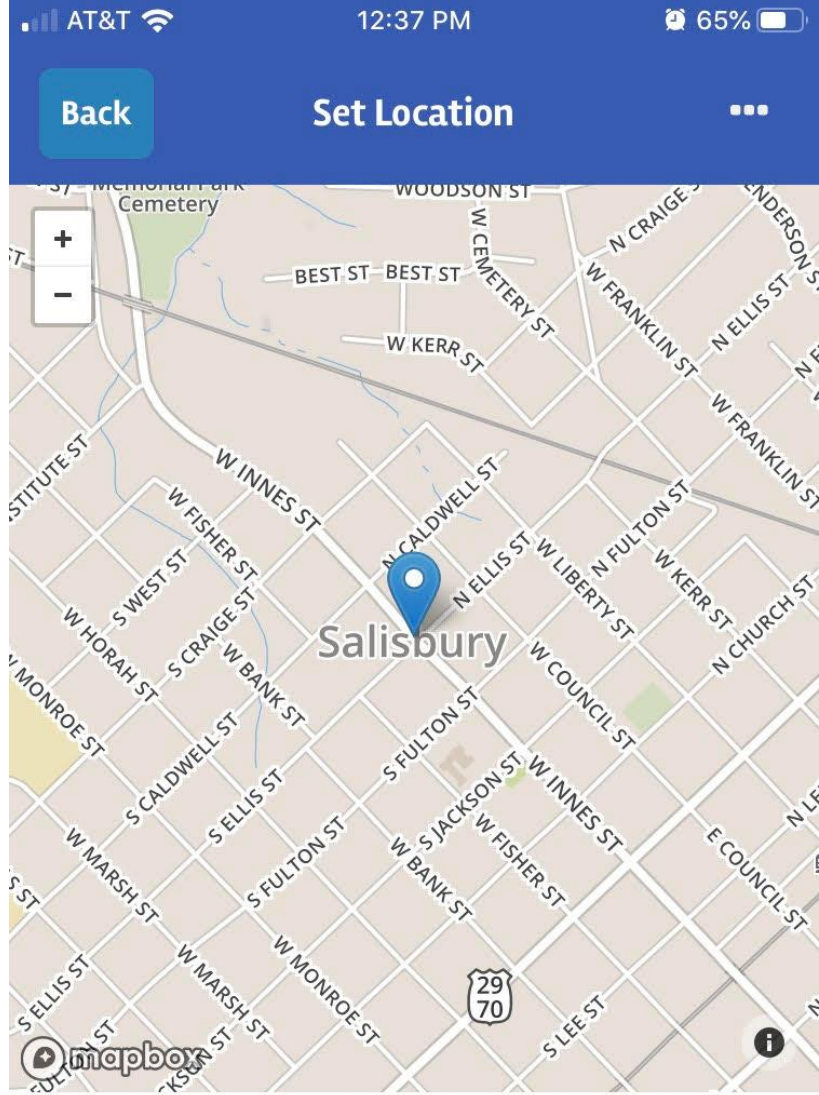 AT&T 12:37 PM 65%
Back Set Location
Memorial Park
Cemetery
WOODSON ST
N CRAIGE ST
HENDERSON ST
+
−
W CEMETERY ST
BEST ST BEST ST
W FRANKLIN ST
N ELLIS ST
W KERR ST
W FRANKLIN ST
W INNES ST
N CALDWELL ST
N FULTON ST
W FISHER ST
N ELLIS ST
W LIBERTY ST
W KERR ST
S WEST ST
N CHURCH ST
S CRAIGE ST
W HORAH ST
Salisbury
W BANK ST
W COUNCIL ST
W MONROE ST
S FULTON ST
S CALDWELL ST
S ELLIS ST
S JACKSON ST
W INNES ST
W FISHER ST
S FULTON ST
W BANK ST
E COUNCIL ST
W MARSH ST
W MONROE ST
W MARSH ST
29
70
S ELLIS ST
S LEE ST
mapbox